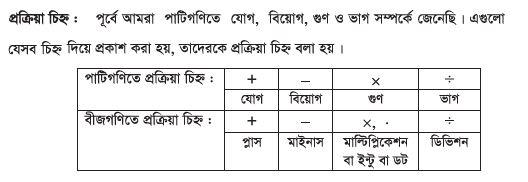 প্রক্রিয়া চিহ্ন : পূর্বে আমরা পাটিগণিতে যোগ, বিয়োগ, গুণ ও ভাগ সম্পর্কে জেনেছি। এগুলো
যেসব চিহ্ন দিয়ে প্রকাশ করা হয়, তাদেরকে প্রক্রিয়া চিহ্ন বলা হয়।
পাটিগণিতে প্রক্রিয়া চিহ্ন : + − × ÷
যোগ বিয়োগ গুণ ভাগ
বীজগণিতে প্রক্রিয়া চিহ্ন : + − ×, · ÷
প্লাস মাইনাস মাল্টিপ্লিকেশন ডিভিশন
বা ইন্টু বা ডট